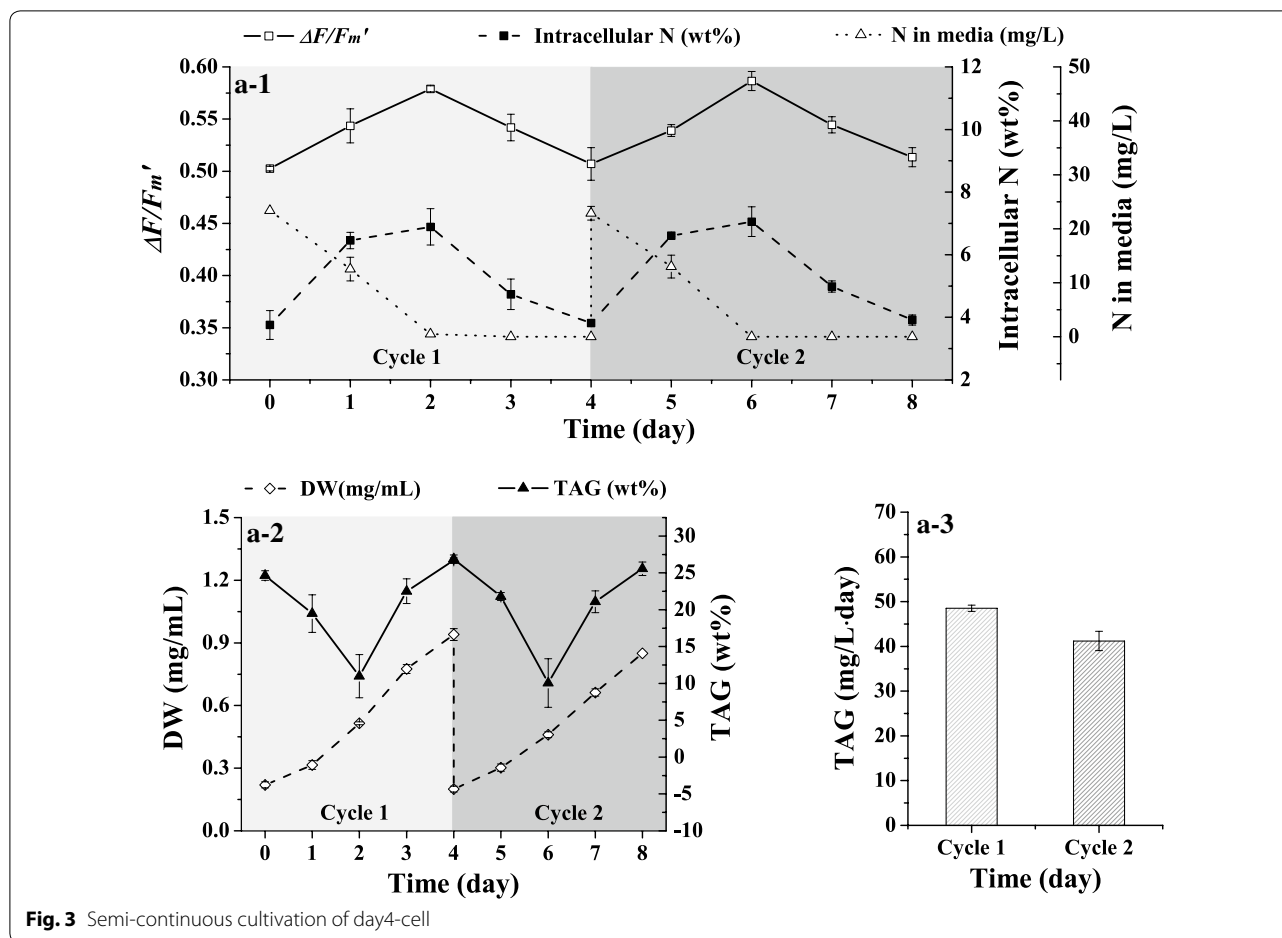 ΔF/Fm'
Intracellular N (wt%)
N in media (mg/L)
a-1
0.60
0.55
0.50
0.45
0.40
0.35
0.30
ΔF/Fm'
12
10
8
6
4
2
Intracellular N (wt%)
50
40
30
20
10
0
N in media (mg/L)
Cycle 1
Cycle 2
0 1 2 3 4 5 6 7 8
Time (day)
DW(mg/mL)
TAG (wt%)
a-2
1.5
1.2
0.9
0.6
0.3
0.0
DW (mg/mL)
30
25
20
15
10
5
0
-5
-10
TAG (wt%)
Cycle 1
Cycle 2
0 1 2 3 4 5 6 7 8
Time (day)
a-3
70
60
50
40
30
20
10
0
TAG (mg/L·day)
Cycle 1 Cycle 2
Time (day)
Fig. 3 Semi-continuous cultivation of day4-cell